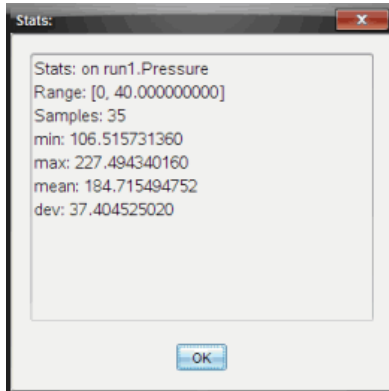 Stats:
Stats: on run1.Pressure
Range: [0, 40.000000000]
Samples: 35
min: 106.515731360
max: 227.494340160
mean: 184.715494752
dev: 37.404525020
OK